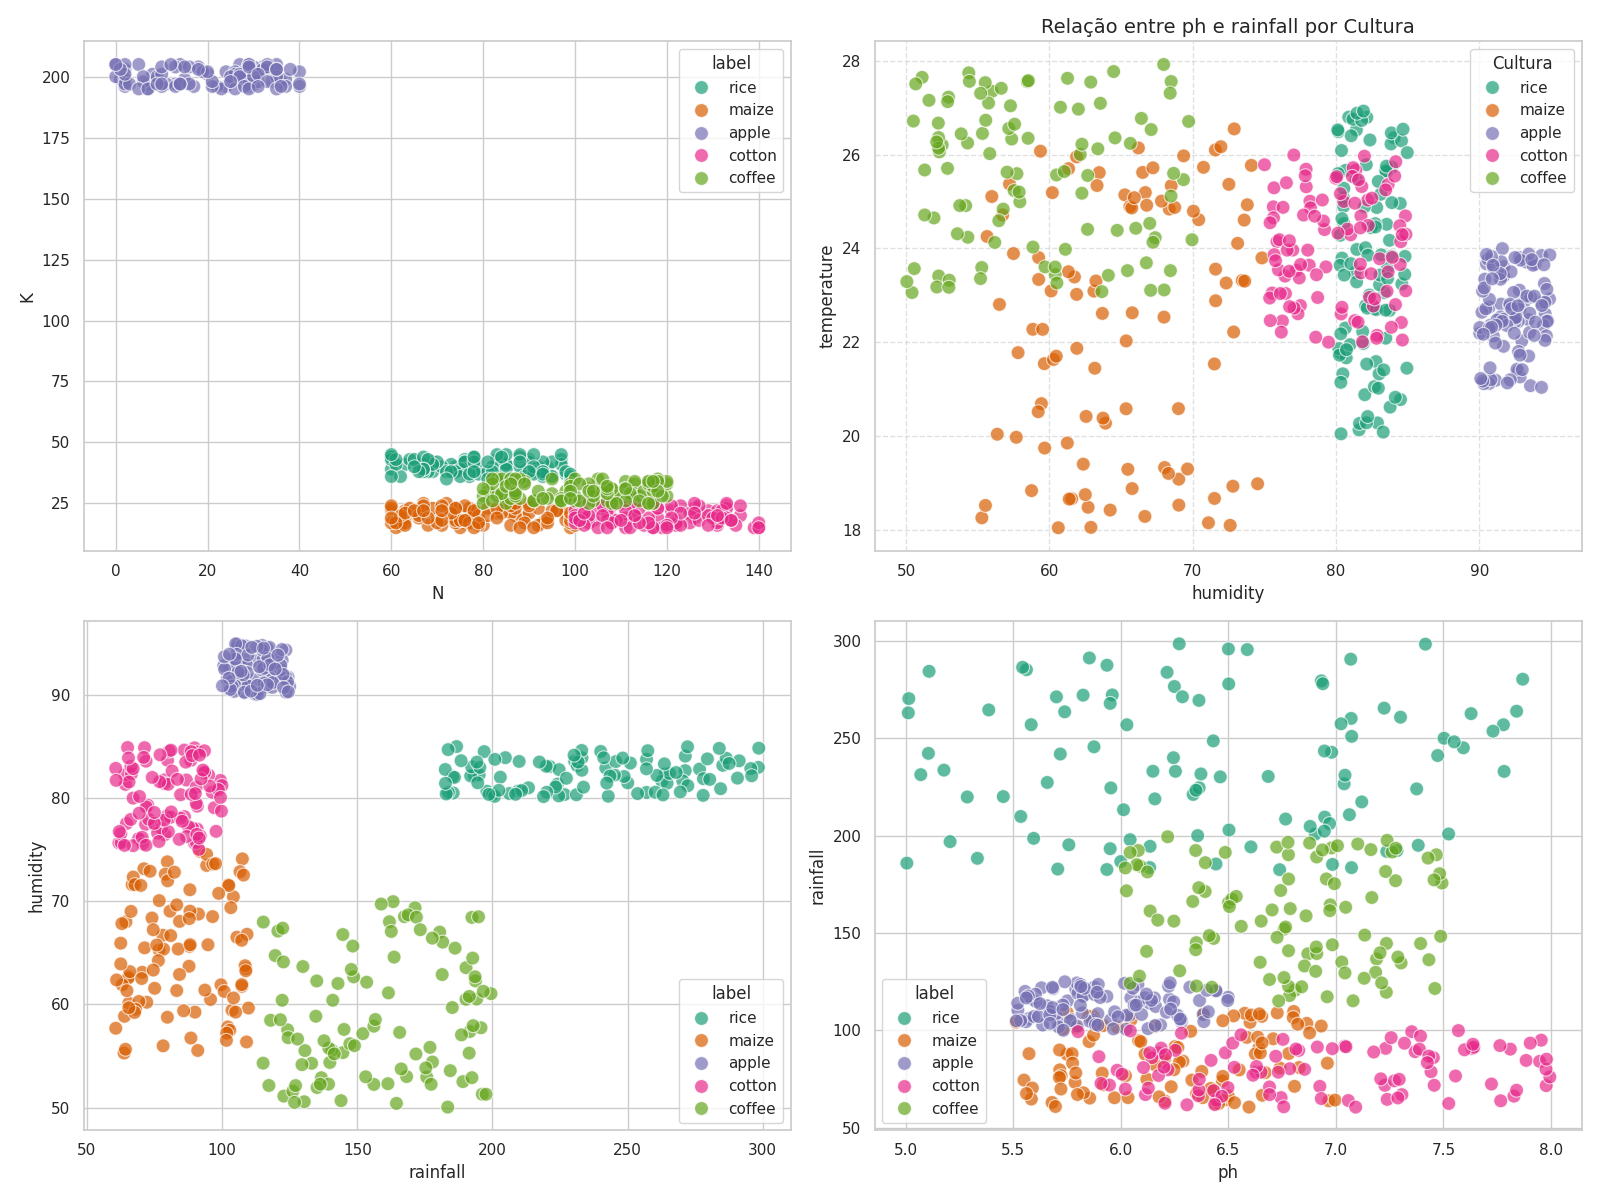 label
rice
maize
apple
cotton
coffee
200
175
150
125
100
75
50
25
K
0 20 40 60 80 100 120 140
N
Relação entre ph e rainfall por Cultura
Cultura
rice
maize
apple
cotton
coffee
28
26
24
22
20
18
temperature
50 60 70 80 90
humidity
90
80
70
60
50
humidity
label
rice
maize
apple
cotton
coffee
50 100 150 200 250 300
rainfall
300
250
200
150
100
50
rainfall
label
rice
maize
apple
cotton
coffee
5.0 5.5 6.0 6.5 7.0 7.5 8.0
ph